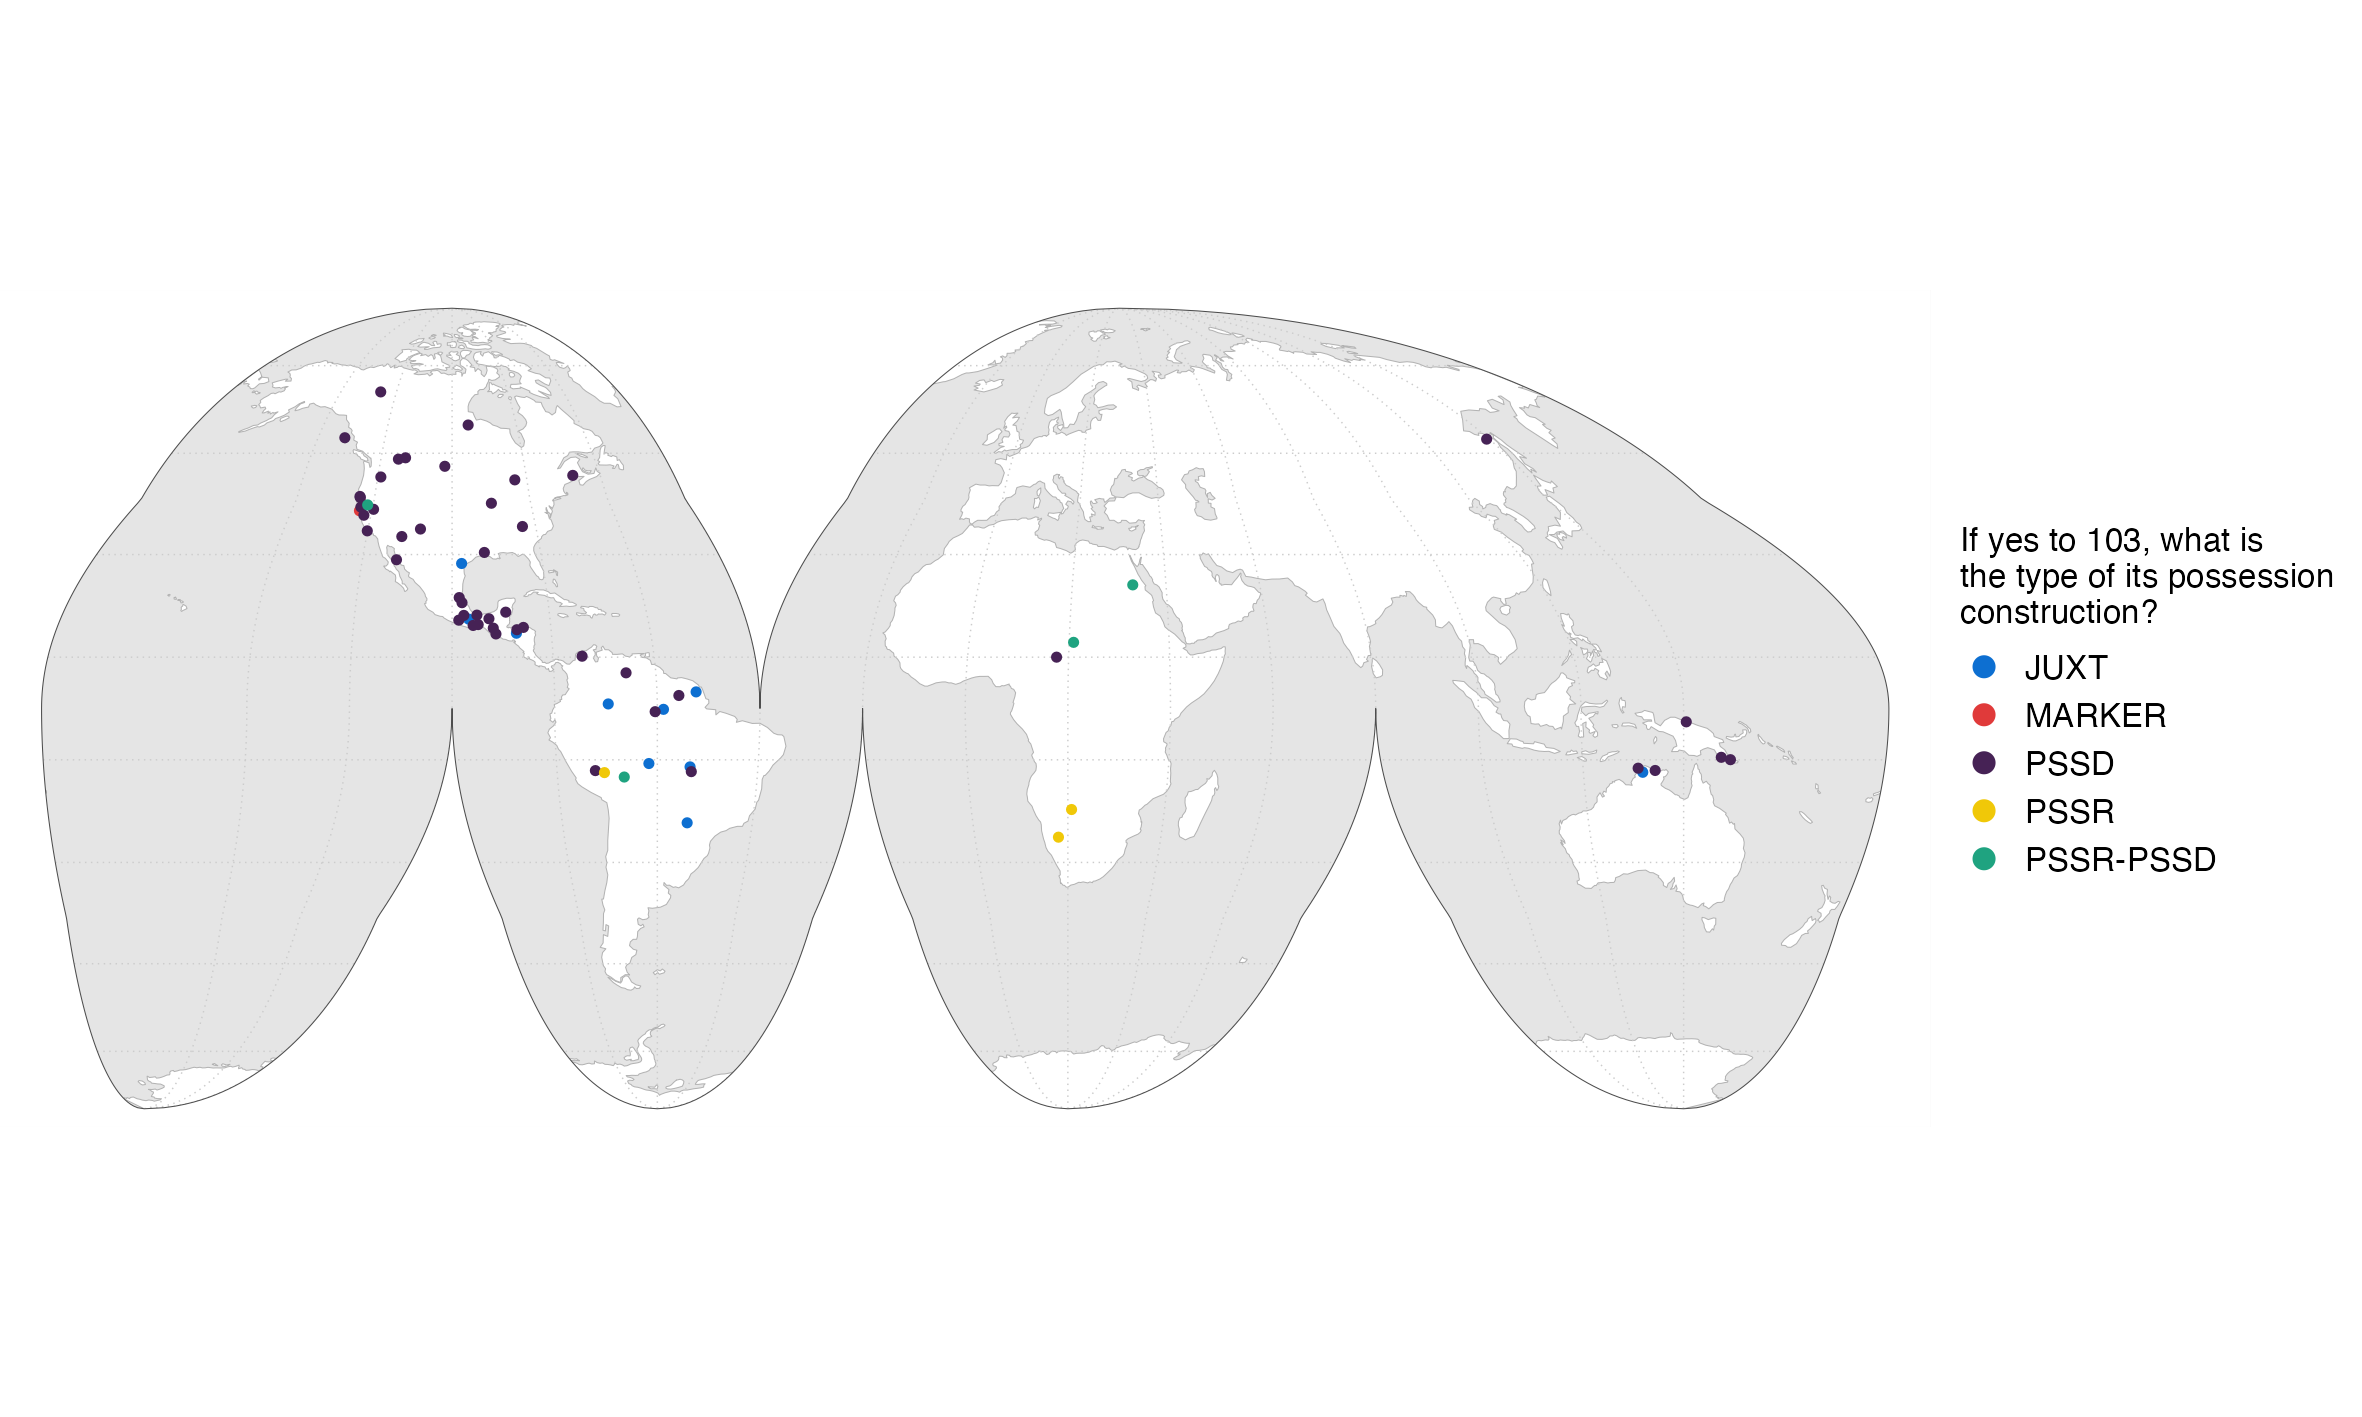 If yes to 103, what is
the type of its possession
construction?
JUXT
MARKER
PSSD
PSSR
PSSR-PSSD